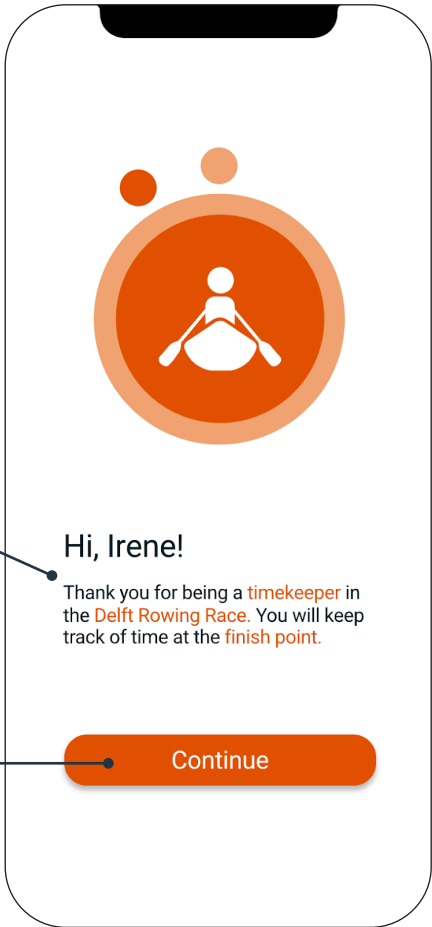 Hi, Irene!
Thank you for being a timekeeper in
the Delft Rowing Race. You will keep
track of time at the finish point.
Continue